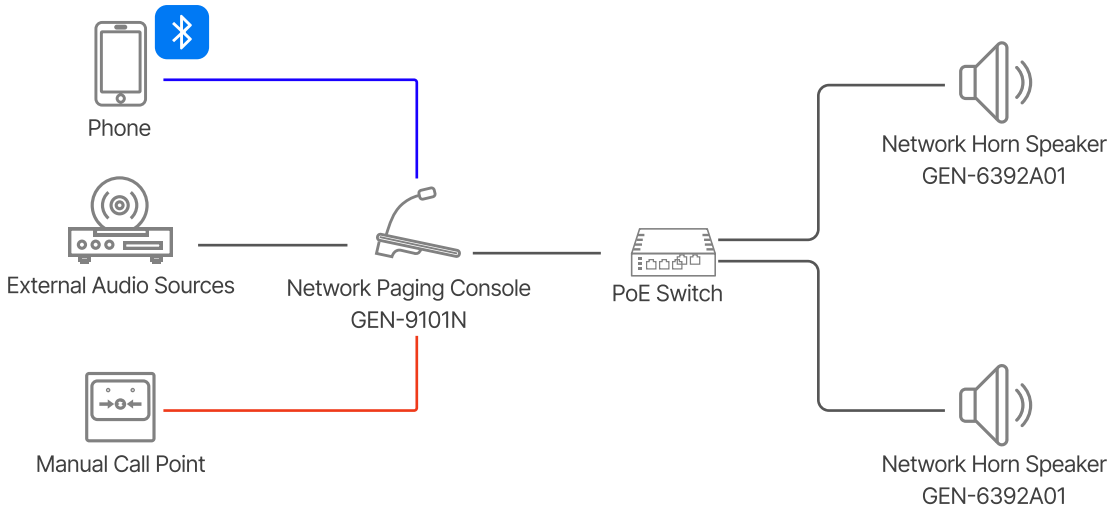 Phone
External Audio Sources
Manual Call Point
Network Paging Console
GEN-9101N
PoE Switch
Network Horn Speaker
GEN-6392A01
Network Horn Speaker
GEN-6392A01